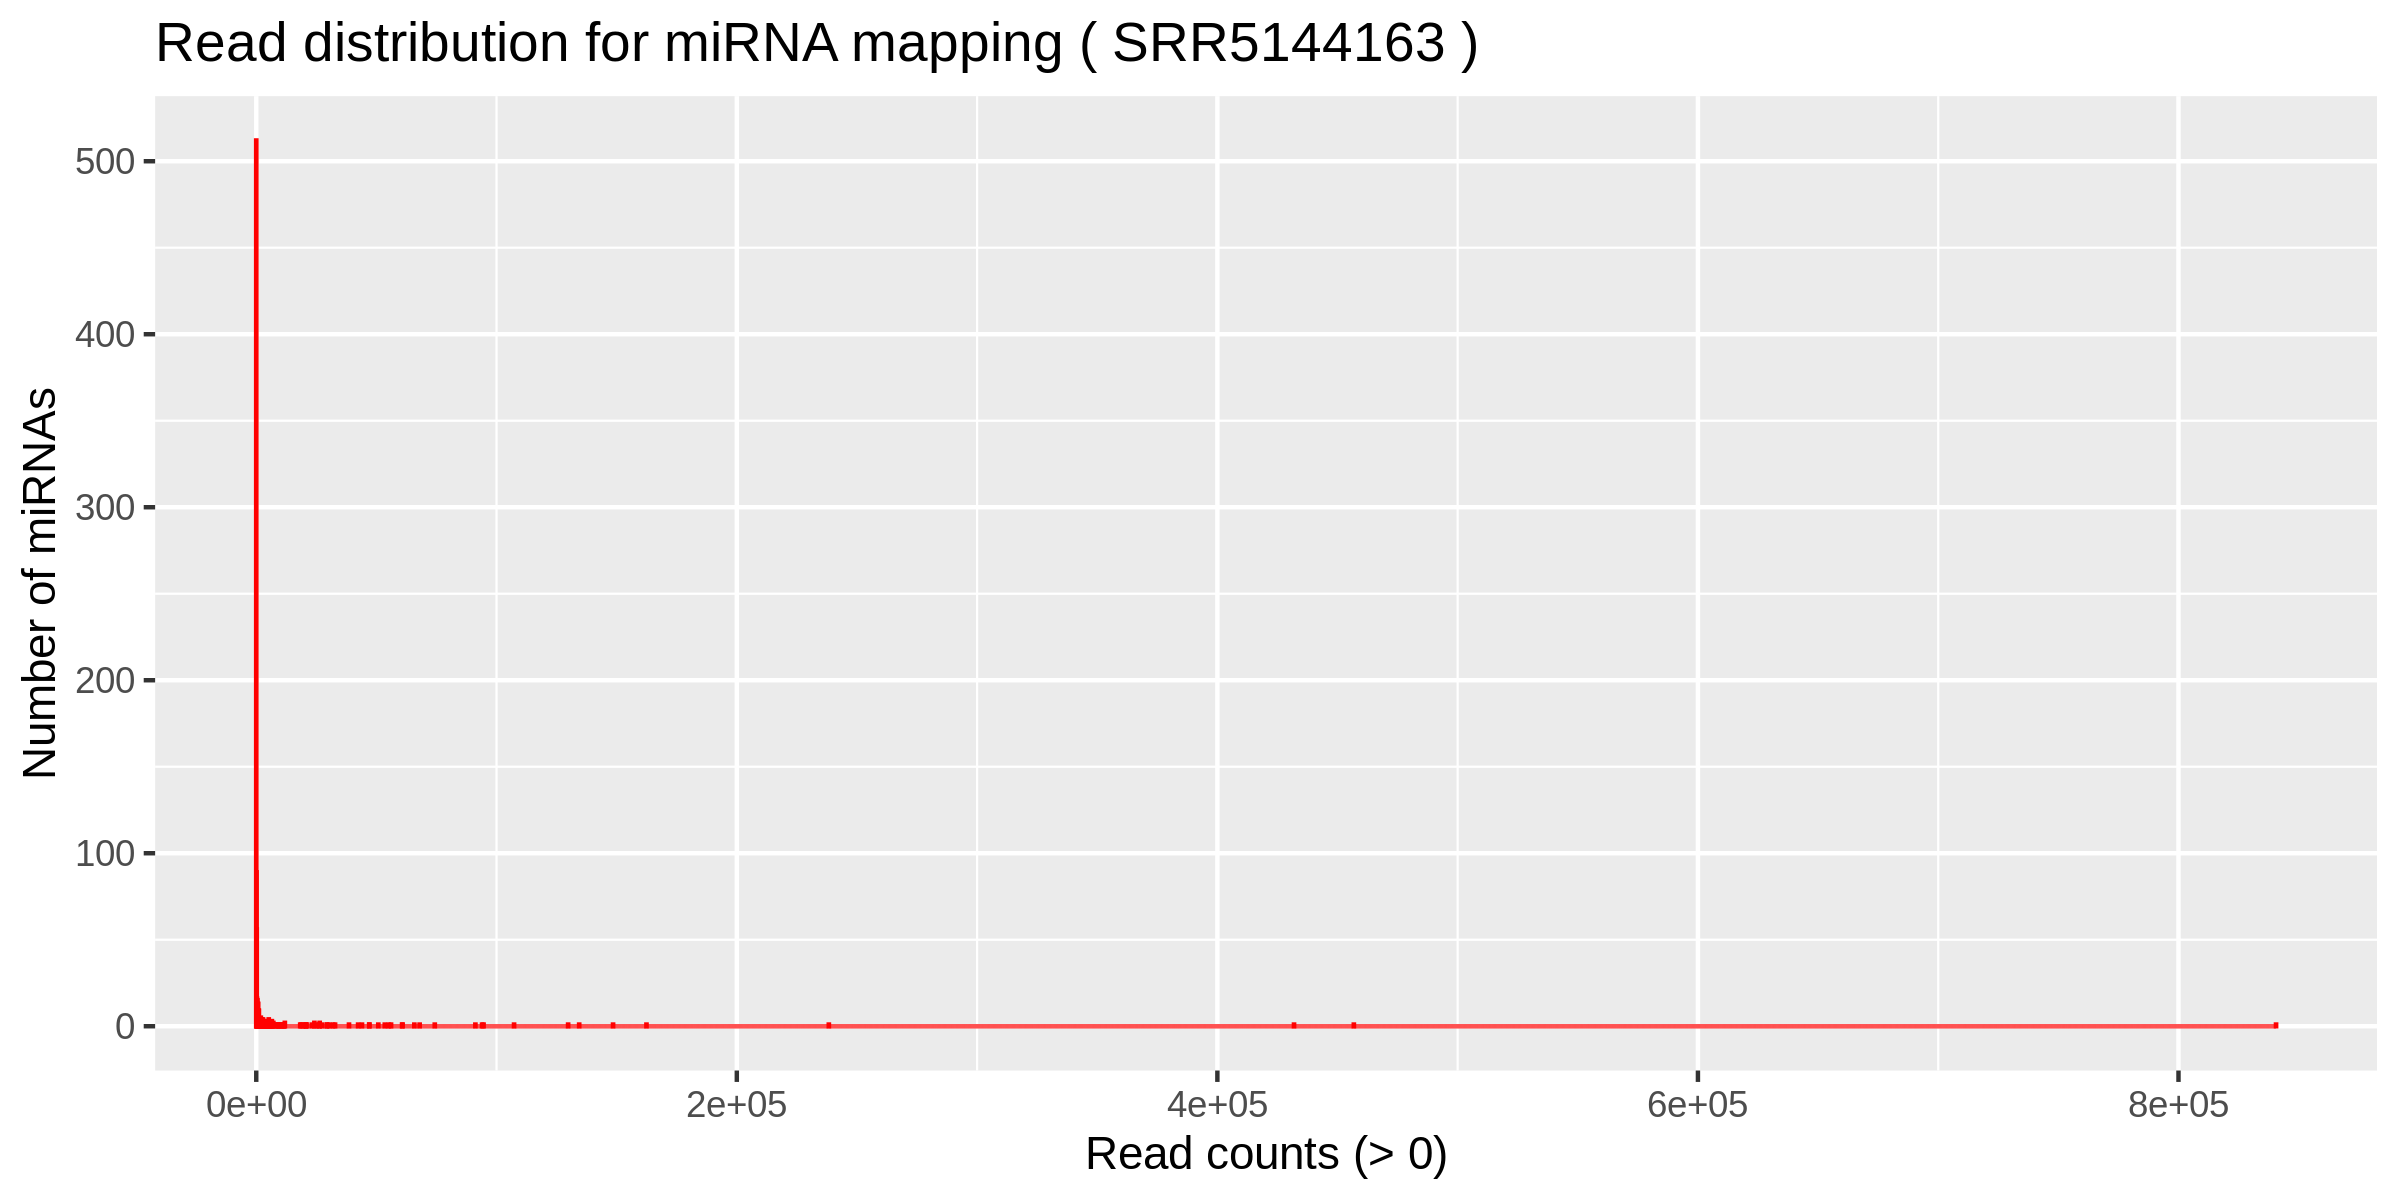 Read distribution for miRNA mapping ( SRR5144163 )
Number of miRNAs
500
400
300
200
100
0
0e+00 2e+05 4e+05 6e+05 8e+05
Read counts (> 0)